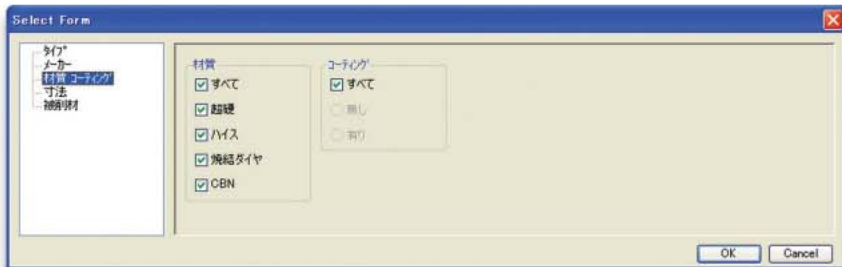 Select Form
タイプ
メーカー
材質 コーティング
寸法
被削材
材質
すべて
超硬
ハイス
焼結ダイヤ
CBN
コーティング
すべて
無し
有り
OK
Cancel